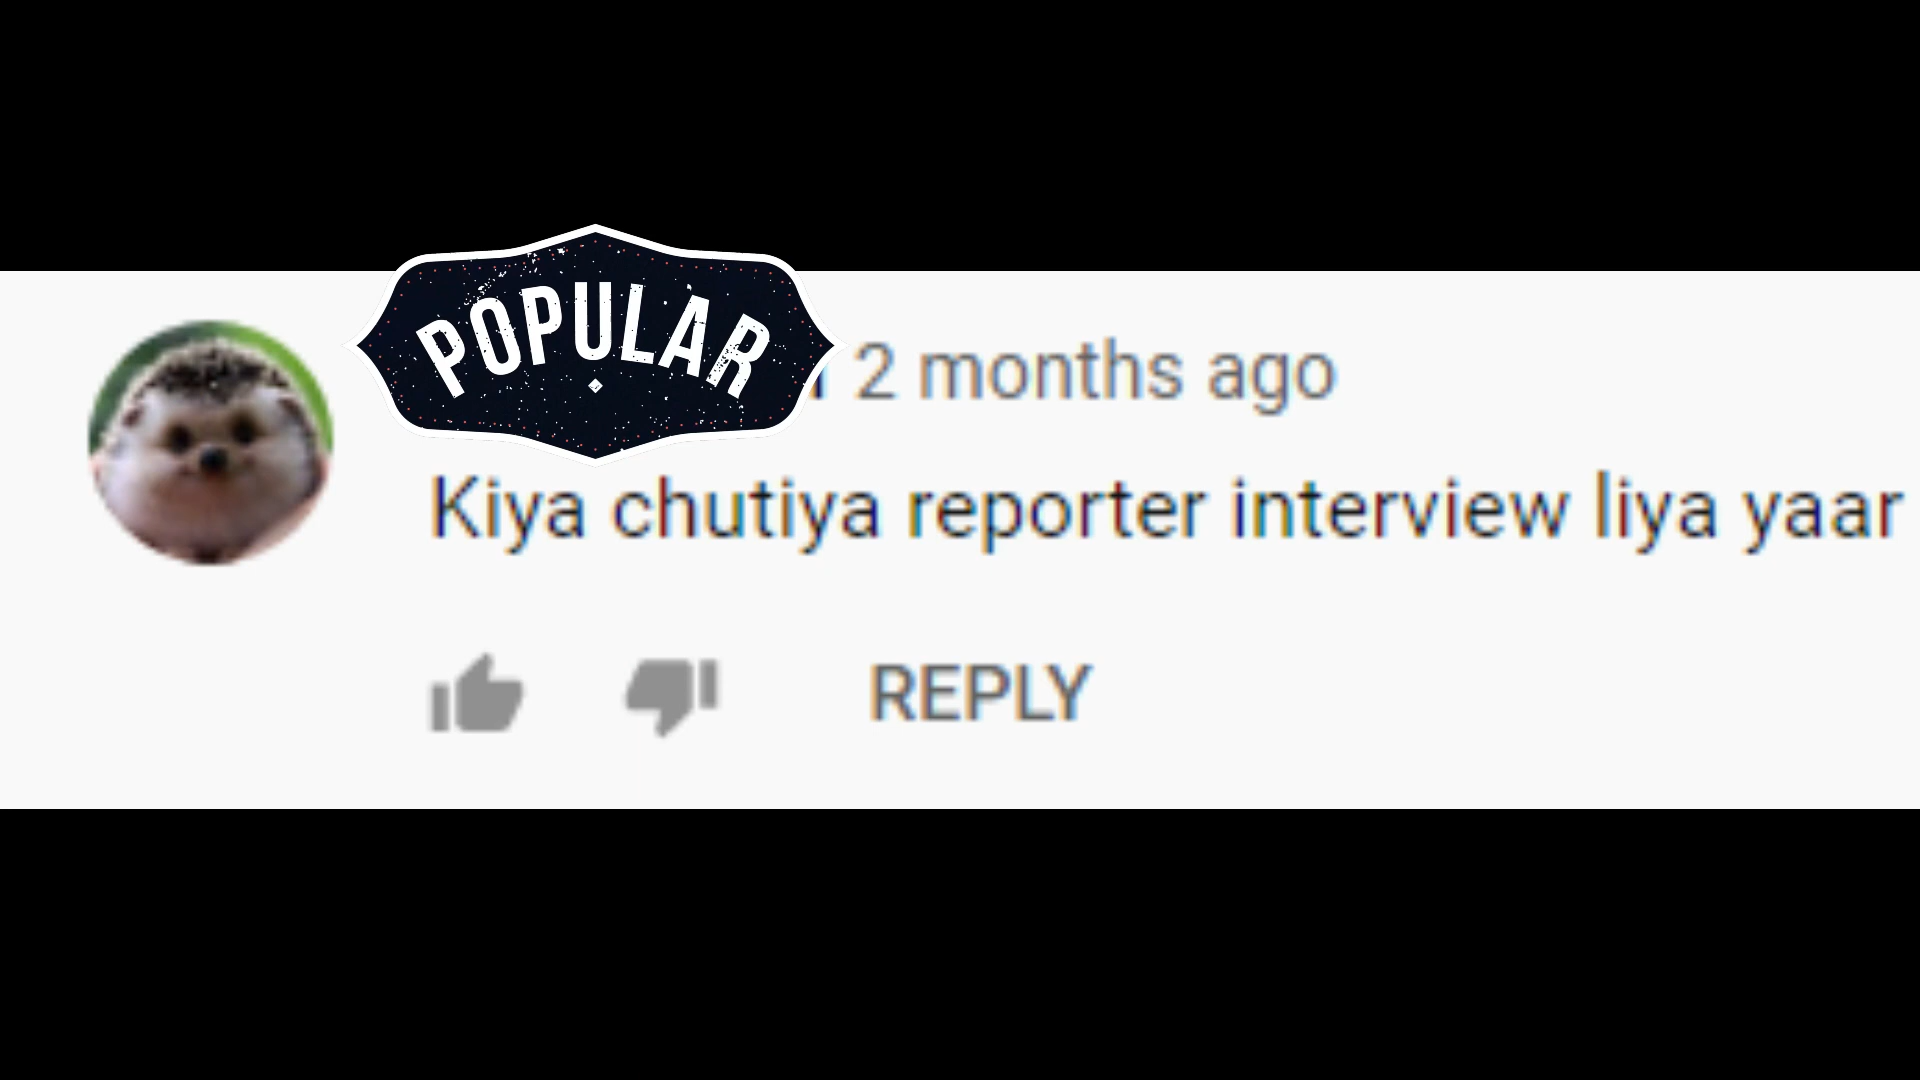 POPULAR
2 months ago
Kiya chutiya reporter interview liya yaar
REPLY